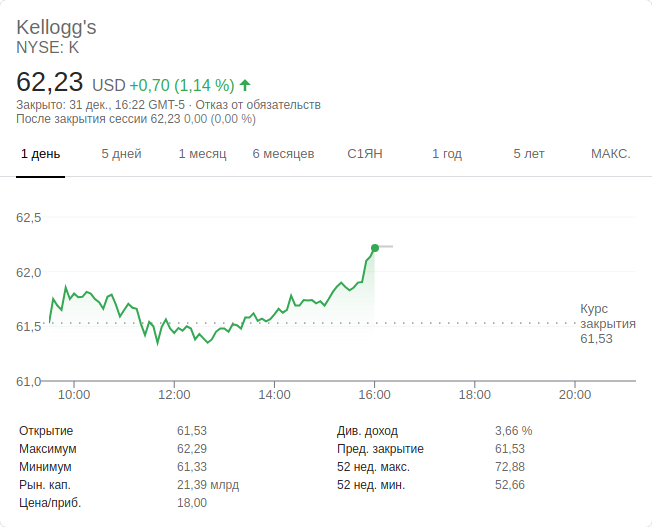 Kellogg's
NYSE: K
62,23 USD +0,70 (1,14 %)
Закрыто: 31 дек., 16:22 GMT-5 · Отказ от обязательств
После закрытия сессии 62,23 0,00 (0,00 %)
1 день 5 дней 1 месяц 6 месяцев С1ЯН 1 год 5 лет МАКС.
62,5
62,0
61,5
61,0
Курс
закрытия
61,53
10:00 12:00 14:00 16:00 18:00 20:00
Открытие 61,53 Див. доход 3,66 %
Максимум 62,29 Пред. закрытие 61,53
Минимум 61,33 52 нед. макс. 72,88
Рын. кап. 21,39 млрд 52 нед. мин. 52,66
Цена/приб. 18,00